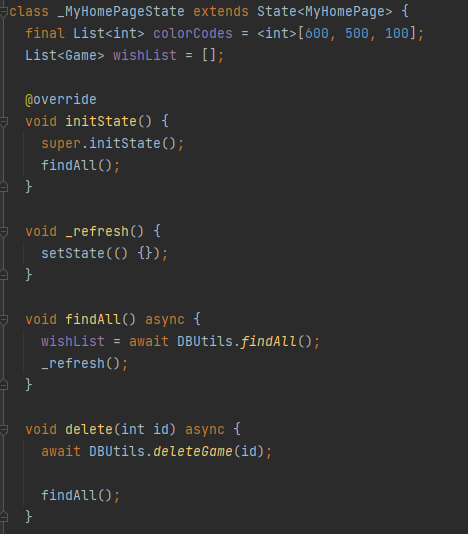 class _MyHomePageState extends State<MyHomePage> {
  final List<int> colorCodes = <int>[600, 500, 100];
  List<Game> wishList = [];

  @override
  void initState() {
    super.initState();
    findAll();
  }

  void _refresh() {
    setState(() {});
  }

  void findAll() async {
    wishList = await DBUtils.findAll();
    _refresh();
  }

  void delete(int id) async {
    await DBUtils.deleteGame(id);

    findAll();
  }